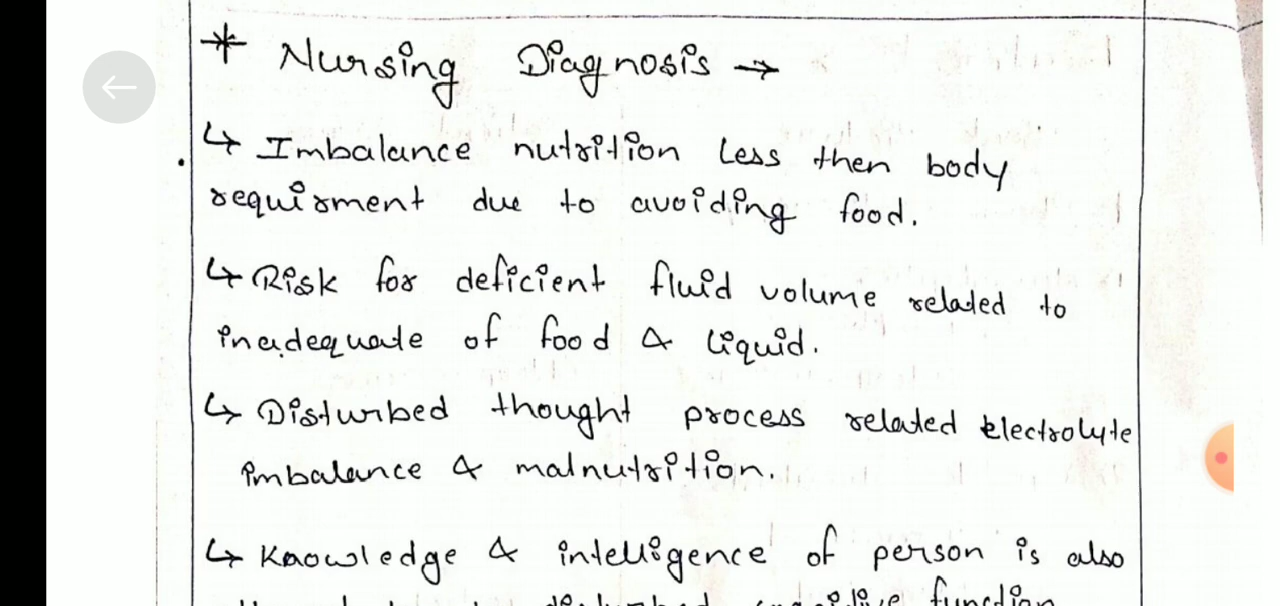 * Nursing Diagnosis →
↳ Imbalance nutrition less then body
requirment due to avoiding food.
↳ Risk for deficient fluid volume related to
inadequate of food & liquid.
↳ Disturbed thought process related electrolyte
imbalance & malnutrition.
↳ Knowledge & intelligence of person is also
function